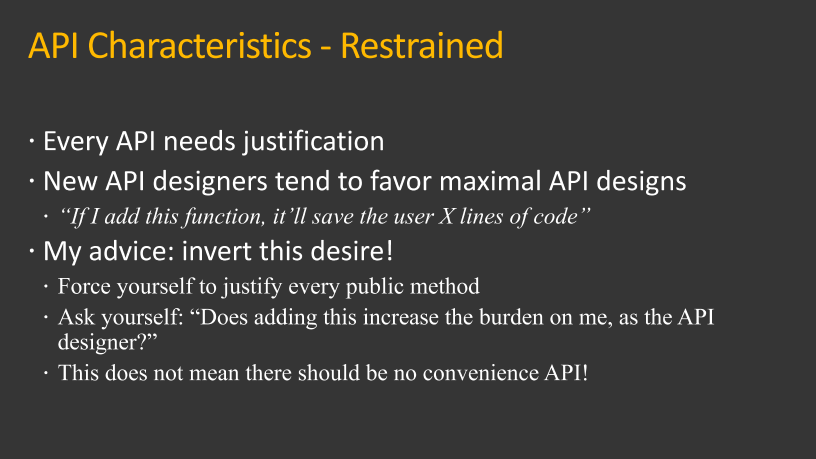 API Characteristics - Restrained
· Every API needs justification
· New API designers tend to favor maximal API designs
· “If I add this function, it’ll save the user X lines of code”
· My advice: invert this desire!
· Force yourself to justify every public method
· Ask yourself: “Does adding this increase the burden on me, as the API
designer?”
· This does not mean there should be no convenience API!